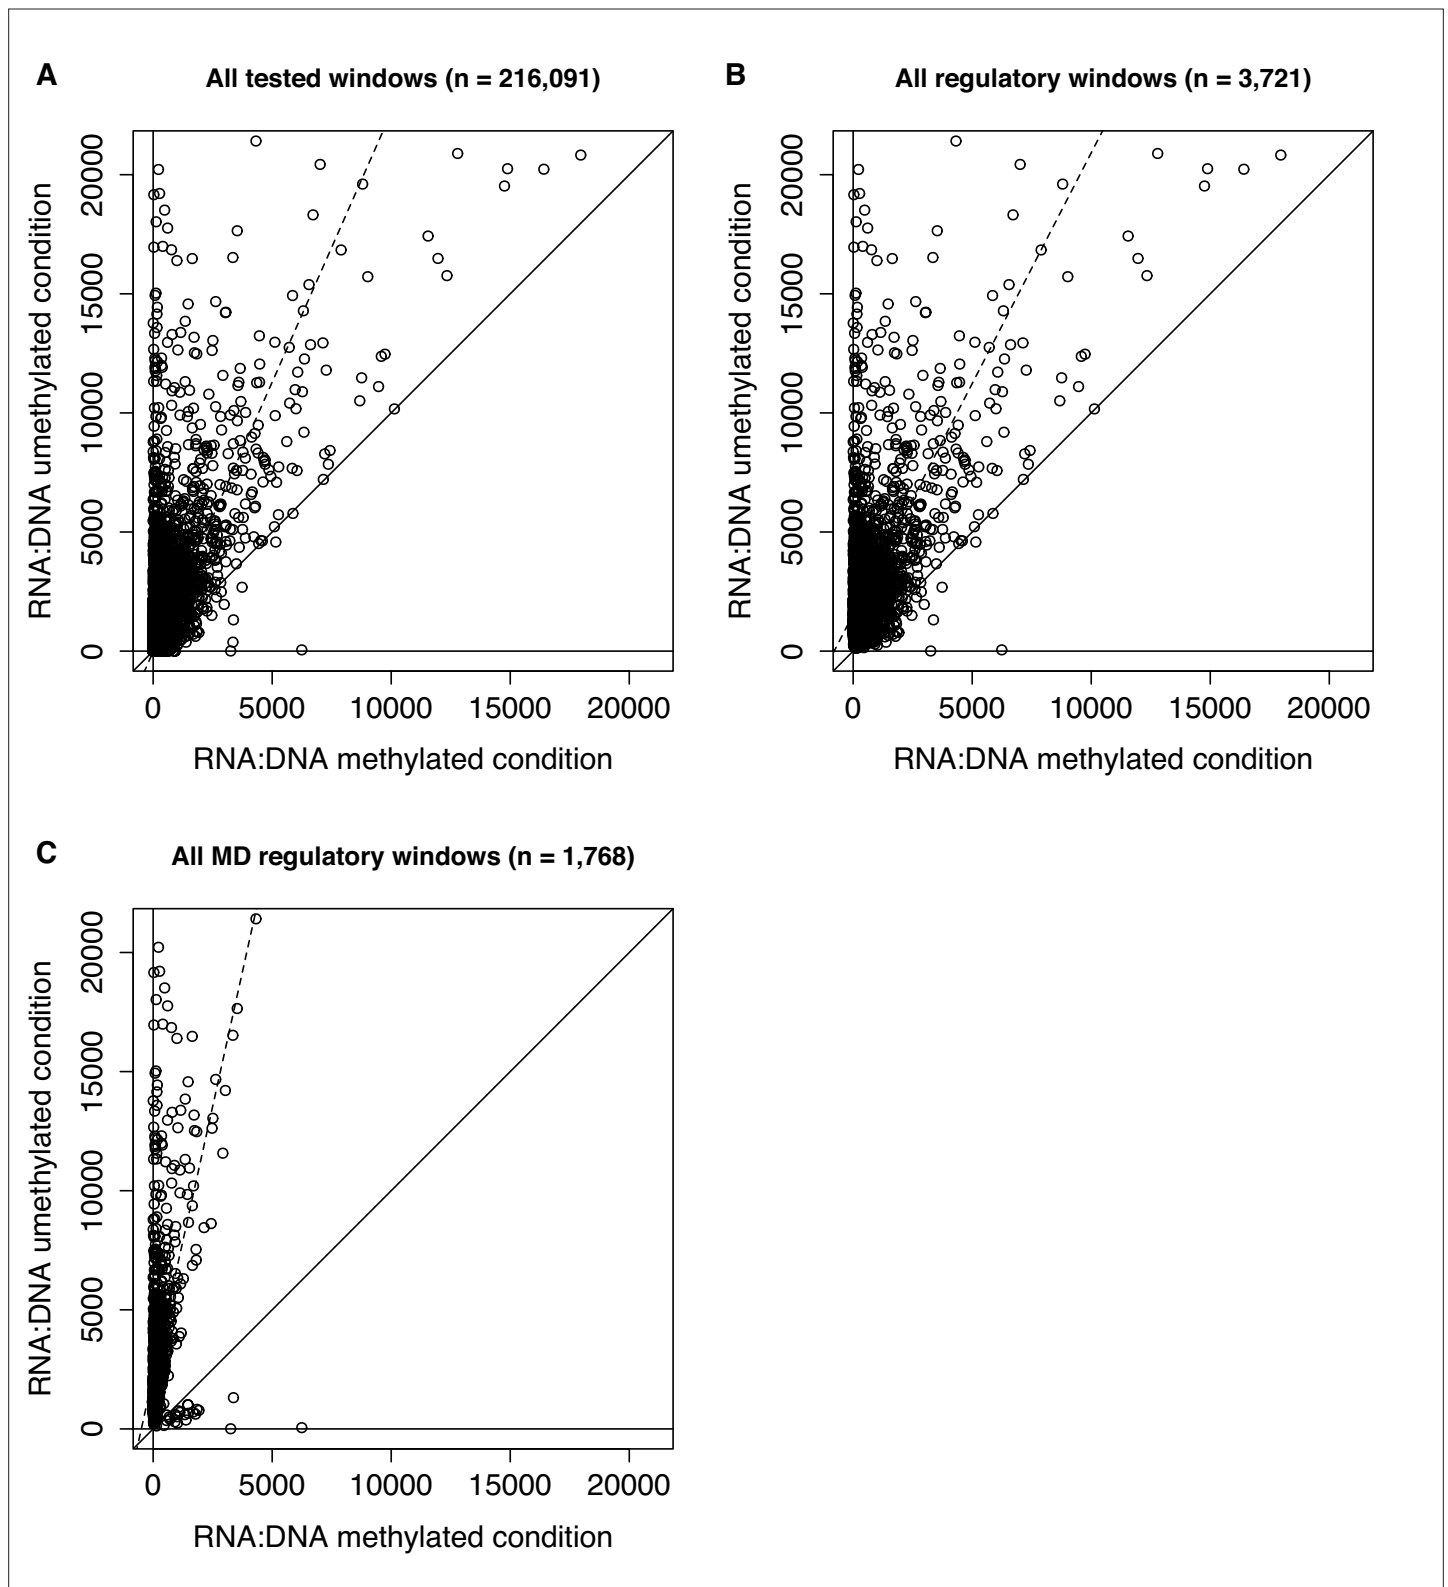 A
All tested windows (n = 216,091)
RNA:DNA umethylated condition
20000
15000
10000
5000
0
0 5000 10000 15000 20000
RNA:DNA methylated condition
B
All regulatory windows (n = 3,721)
RNA:DNA umethylated condition
20000
15000
10000
5000
0
0 5000 10000 15000 20000
RNA:DNA methylated condition
C
All MD regulatory windows (n = 1,768)
RNA:DNA umethylated condition
20000
15000
10000
5000
0
0 5000 10000 15000 20000
RNA:DNA methylated condition